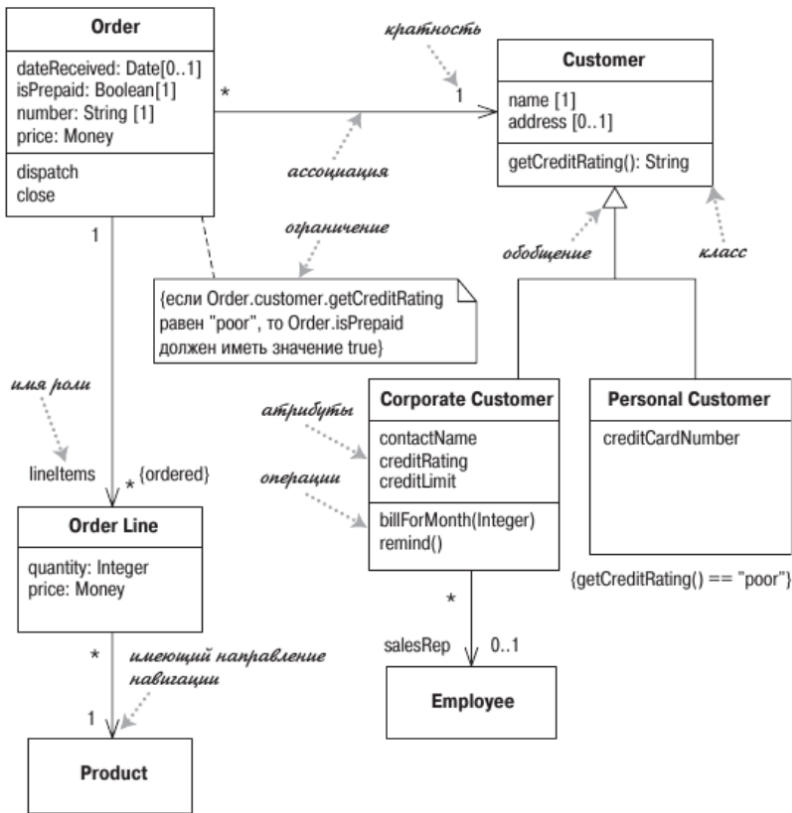 Order
dateReceived: Date[0..1]
isPrepaid: Boolean[1]
number: String [1]
price: Money
dispatch
close
*
1
кратность
ассоциация
Customer
name [1]
address [0..1]
getCreditRating(): String
1
ограничение
обобщение
класс
{если Order.customer.getCreditRating
равен "poor", то Order.isPrepaid
должен иметь значение true}
имя роли
lineItems
* {ordered}
атрибуты
операции
Corporate Customer
contactName
creditRating
creditLimit
billForMonth(Integer)
remind()
Personal Customer
creditCardNumber
{getCreditRating() == "poor"}
Order Line
quantity: Integer
price: Money
*
имеющий направление
навигации
1
Product
*
salesRep 0..1
Employee